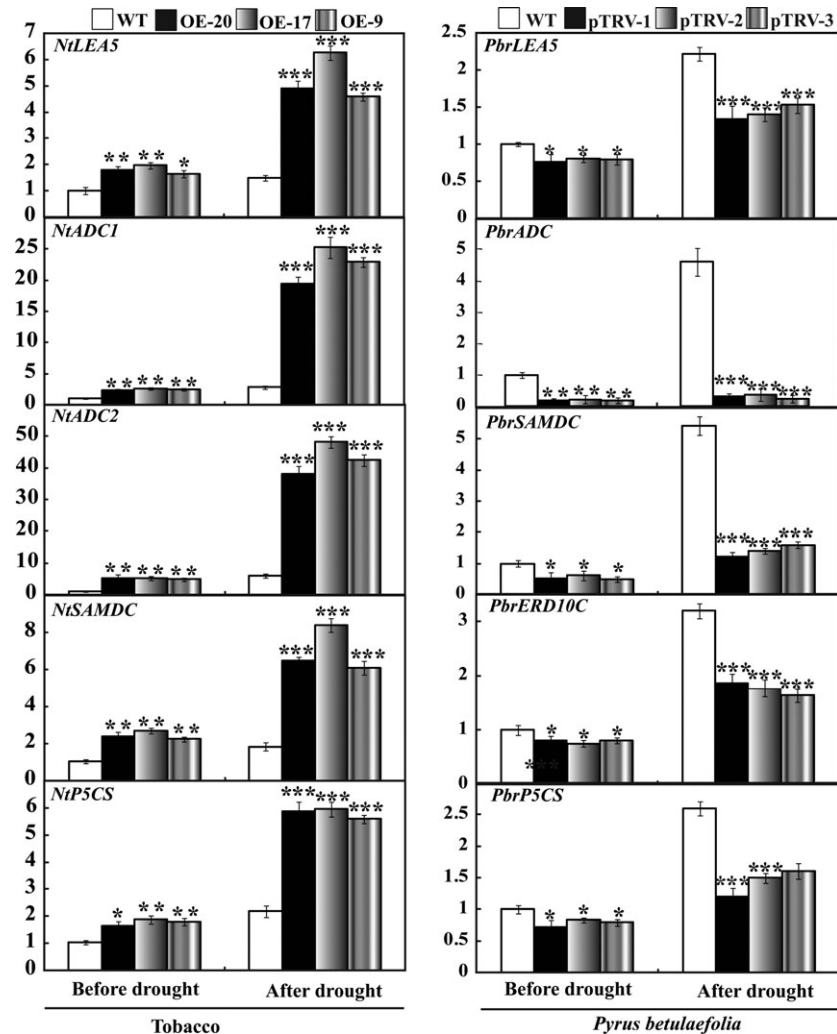 WT OE-20 OE-17 OE-9
NtLEA5
7
6
5
4
3
2
1
0
** ** * *** *** ***
NtADC1
25
20
15
10
5
0
** ** ** *** *** ***
NtADC2
50
40
30
20
10
0
** ** ** *** *** ***
NtSAMDC
8
6
4
2
0
** ** ** *** *** ***
NtP5CS
6
5
4
3
2
1
0
* ** ** *** *** ***
Before drought After drought
Tobacco
WT pTRV-1 pTRV-2 pTRV-3
PbrLEA5
2.5
2
1.5
1
0.5
0
* * * *** *** ***
PbrADC
5
4
3
2
1
0
** ** ** *** *** ***
PbrSAMDC
5
4
3
2
1
0
* * * *** *** ***
PbrERD10C
3
2
1
0
* * * *** *** ***
***
PbrP5CS
2.5
2
1.5
1
0.5
0
* * * *** ***
Before drought After drought
Pyrus betulaefolia